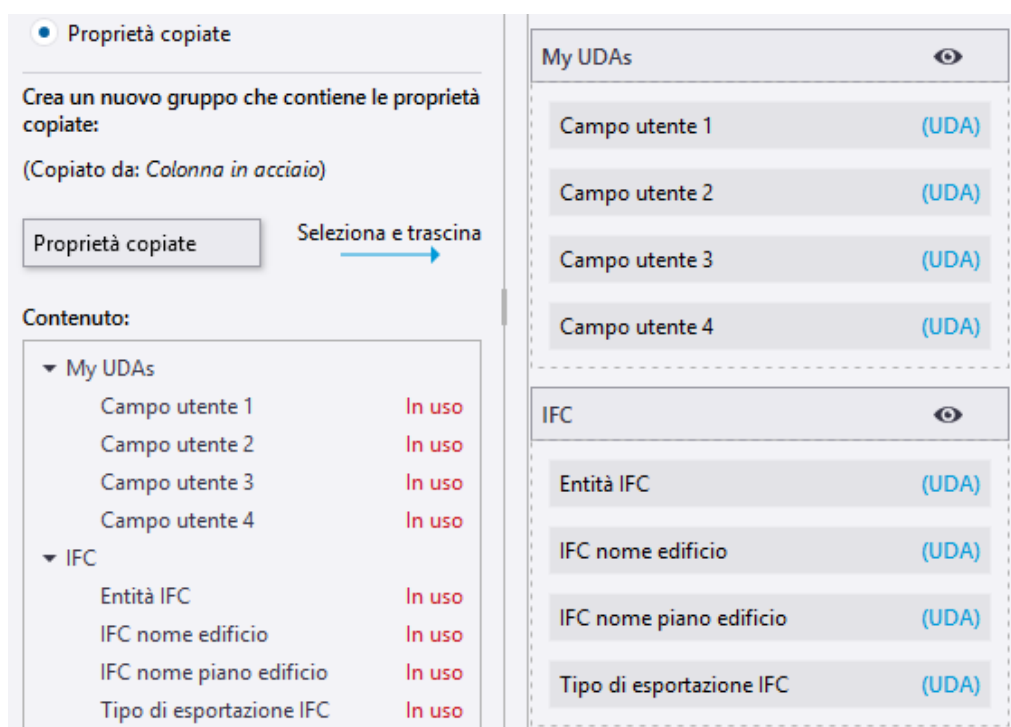 Proprietà copiate
Crea un nuovo gruppo che contiene le proprietà
copiate:
(Copiato da: Colonna in acciaio)
Proprietà copiate
Seleziona e trascina
Contenuto:
My UDAs
Campo utente 1 In uso
Campo utente 2 In uso
Campo utente 3 In uso
Campo utente 4 In uso
IFC
Entità IFC In uso
IFC nome edificio In uso
IFC nome piano edificio In uso
Tipo di esportazione IFC In uso
My UDAs
Campo utente 1 (UDA)
Campo utente 2 (UDA)
Campo utente 3 (UDA)
Campo utente 4 (UDA)
IFC
Entità IFC (UDA)
IFC nome edificio (UDA)
IFC nome piano edificio (UDA)
Tipo di esportazione IFC (UDA)